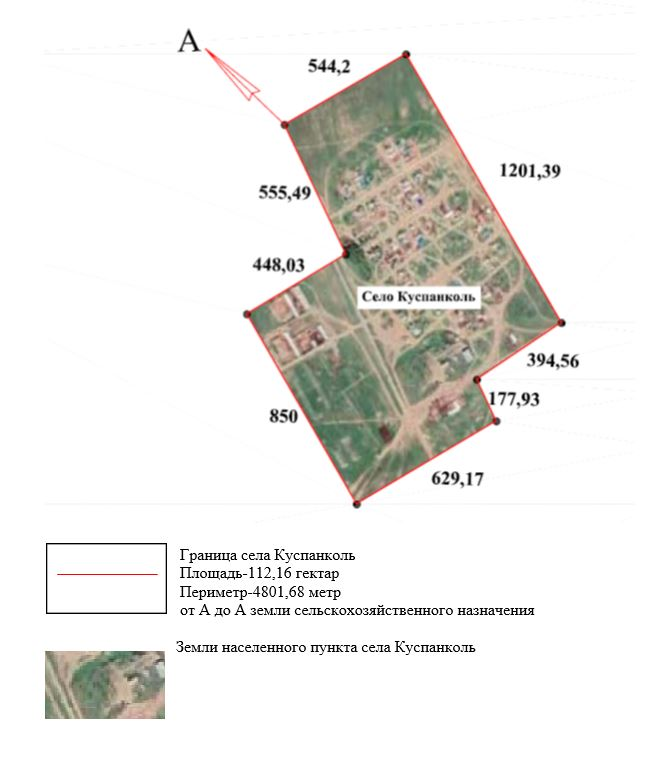 А
544,2
1201,39
555,49
448,03
Село Куспанколь
394,56
177,93
850
629,17
Граница села Куспанколь
Площадь-112,16 гектар
Периметр-4801,68 метр
от А до А земли сельскохозяйственного назначения
Земли населенного пункта села Куспанколь